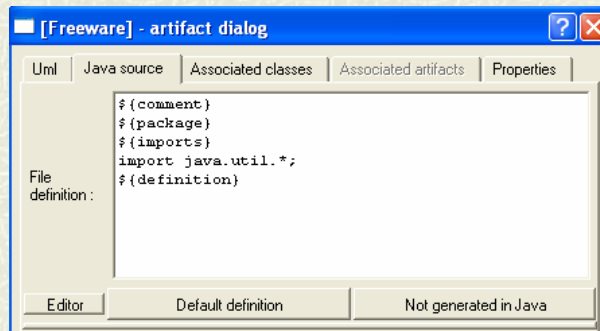 [Freeware] - artifact dialog
Uml Java source Associated classes Associated artifacts Properties
${comment}
${package}
${imports}
import java.util.*;
${definition}
File
definition :
Editor Default definition Not generated in Java